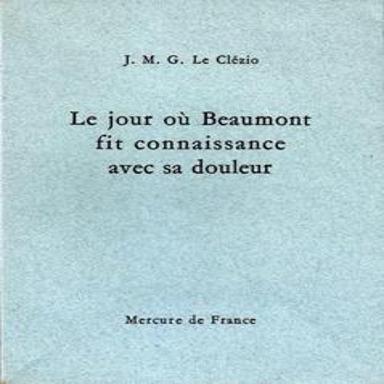 J. M. G. Le Clézio
Le jour où Beaumont
fit connaissance
avec sa douleur
Mercure de France